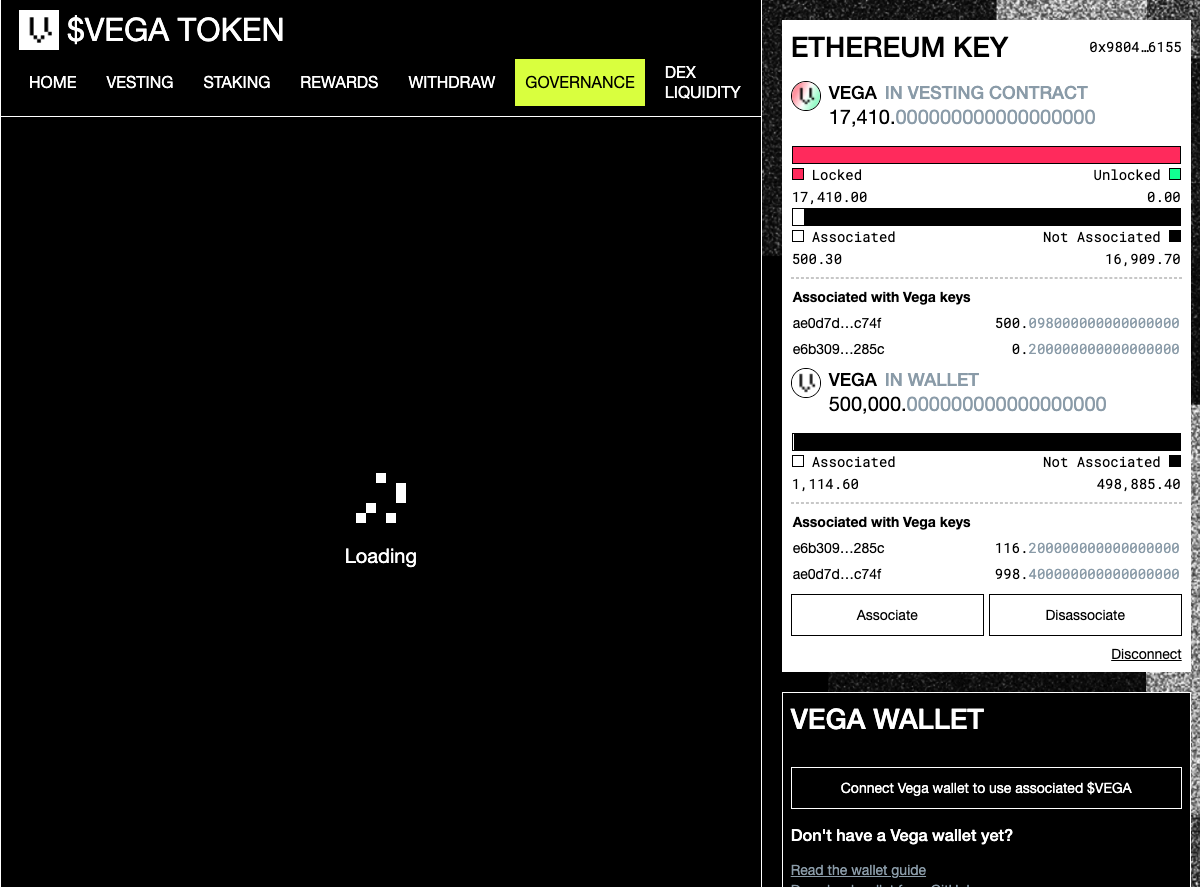 $VEGA TOKEN
HOME VESTING STAKING REWARDS WITHDRAW GOVERNANCE DEX LIQUIDITY
Loading
ETHEREUM KEY 0x9804…6155
VEGA IN VESTING CONTRACT
17,410.000000000000000000
Locked Unlocked
17,410.00 0.00
Associated Not Associated
500.30 16,909.70
Associated with Vega keys
ae0d7d…c74f 500.098000000000000000
e6b309…285c 0.200000000000000000
VEGA IN WALLET
500,000.000000000000000000
Associated Not Associated
1,114.60 498,885.40
Associated with Vega keys
e6b309…285c 116.200000000000000000
ae0d7d…c74f 998.400000000000000000
Associate Disassociate
Disconnect
VEGA WALLET
Connect Vega wallet to use associated $VEGA
Don't have a Vega wallet yet?
Read the wallet guide